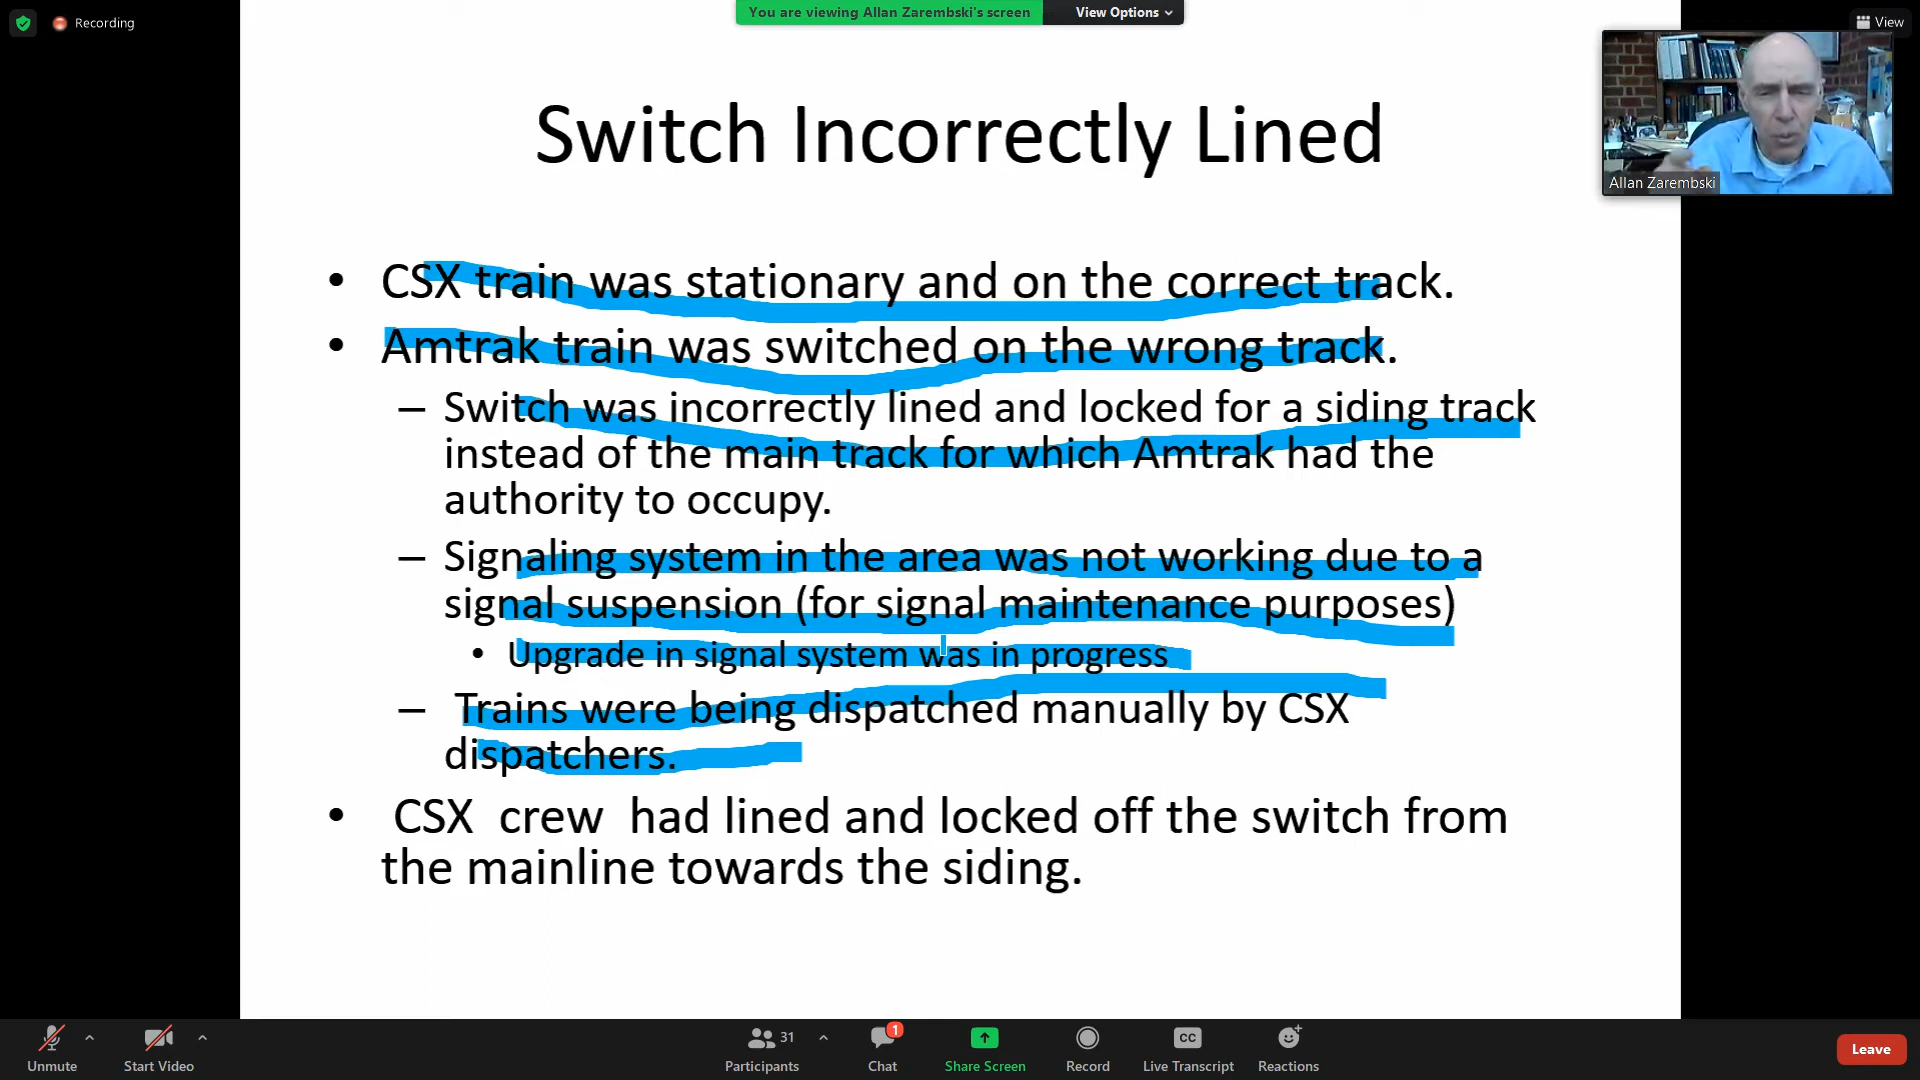 Recording
You are viewing Allan Zarembski's screen
View Options
View
Switch Incorrectly Lined
Allan Zarembski
• CSX train was stationary and on the correct track.
• Amtrak train was switched on the wrong track.
– Switch was incorrectly lined and locked for a siding track
instead of the main track for which Amtrak had the
authority to occupy.
– Signaling system in the area was not working due to a
signal suspension (for signal maintenance purposes)
• Upgrade in signal system was in progress
– Trains were being dispatched manually by CSX
dispatchers.
• CSX crew had lined and locked off the switch from
the mainline towards the siding.
31
1
CC
Unmute
Start Video
Participants
Chat
Share Screen
Record
Live Transcript
Reactions
Leave